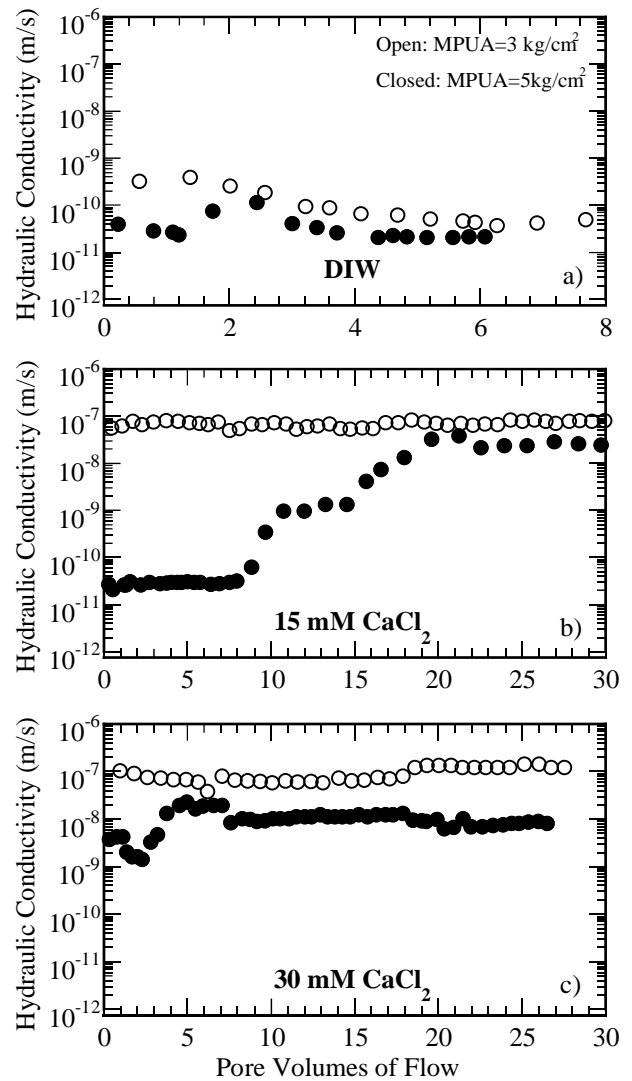 Hydraulic Conductivity (m/s)
10⁻⁶
10⁻⁷
10⁻⁸
10⁻⁹
10⁻¹⁰
10⁻¹¹
10⁻¹²
Open: MPUA=3 kg/cm²
Closed: MPUA=5kg/cm²
DIW
a)
0 2 4 6 8
Hydraulic Conductivity (m/s)
10⁻⁶
10⁻⁷
10⁻⁸
10⁻⁹
10⁻¹⁰
10⁻¹¹
10⁻¹²
15 mM CaCl₂
b)
0 5 10 15 20 25 30
Hydraulic Conductivity (m/s)
10⁻⁶
10⁻⁷
10⁻⁸
10⁻⁹
10⁻¹⁰
10⁻¹¹
10⁻¹²
30 mM CaCl₂
c)
0 5 10 15 20 25 30
Pore Volumes of Flow